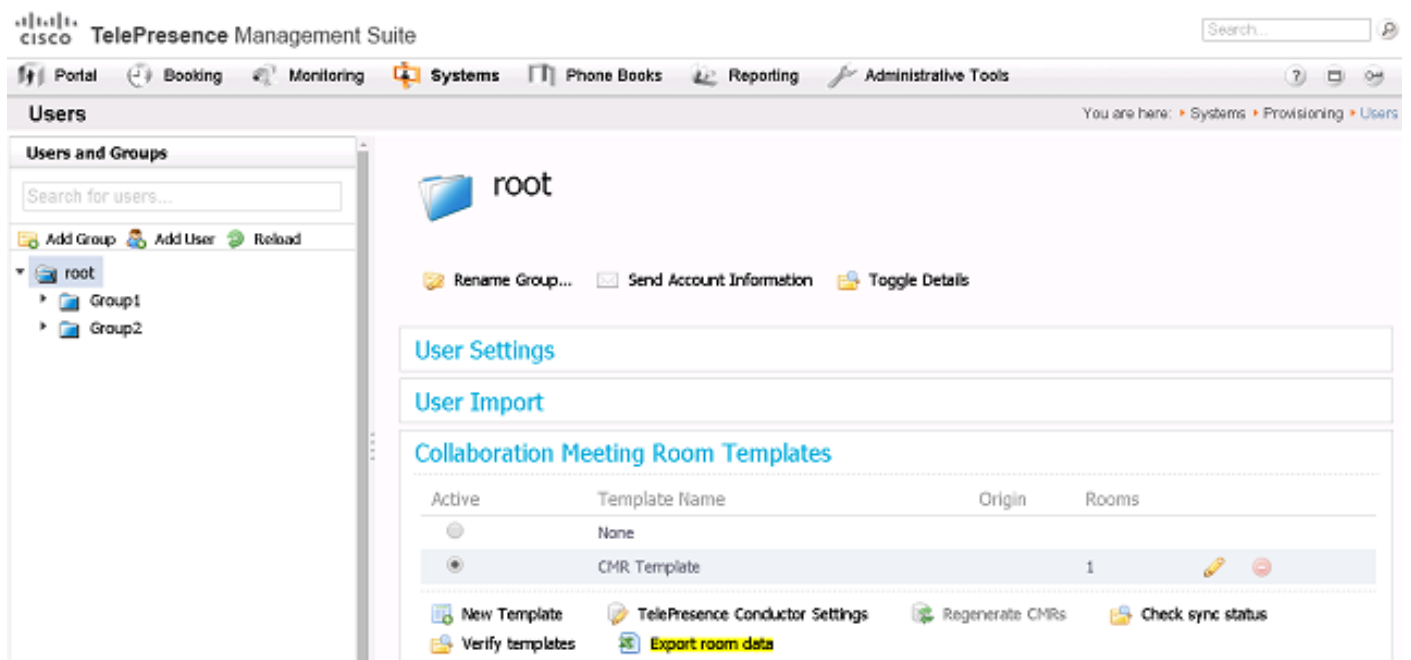 CISCO TelePresence Management Suite
Search...
Portal Booking Monitoring Systems Phone Books Reporting Administrative Tools ?
Users
You are here: Systems Provisioning Users
Users and Groups
Search for users...
Add Group Add User Reload
root
Group1
Group2
root
Rename Group... Send Account Information Toggle Details
User Settings
User Import
Collaboration Meeting Room Templates
Active Template Name Origin Rooms
None
CMR Template 1
New Template TelePresence Conductor Settings Regenerate CMRs Check sync status
Verify templates Export room data